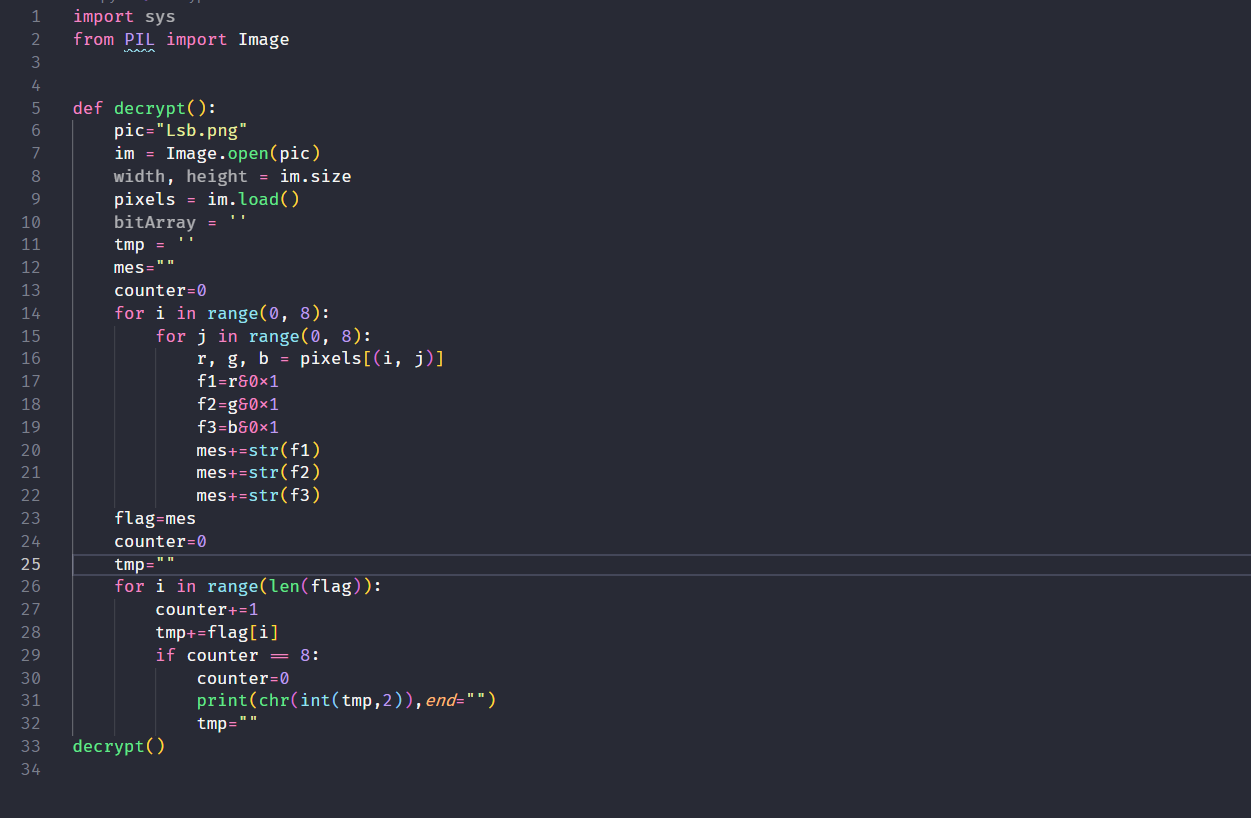 1 import sys
2 from PIL import Image
3
4
5 def decrypt():
6     pic="Lsb.png"
7     im = Image.open(pic)
8     width, height = im.size
9     pixels = im.load()
10     bitArray = ''
11     tmp = ''
12     mes=""
13     counter=0
14     for i in range(0, 8):
15         for j in range(0, 8):
16             r, g, b = pixels[(i, j)]
17             f1=r&0×1
18             f2=g&0×1
19             f3=b&0×1
20             mes+=str(f1)
21             mes+=str(f2)
22             mes+=str(f3)
23     flag=mes
24     counter=0
25     tmp=""
26     for i in range(len(flag)):
27         counter+=1
28         tmp+=flag[i]
29         if counter == 8:
30             counter=0
31             print(chr(int(tmp,2)),end="")
32             tmp=""
33 decrypt()
34